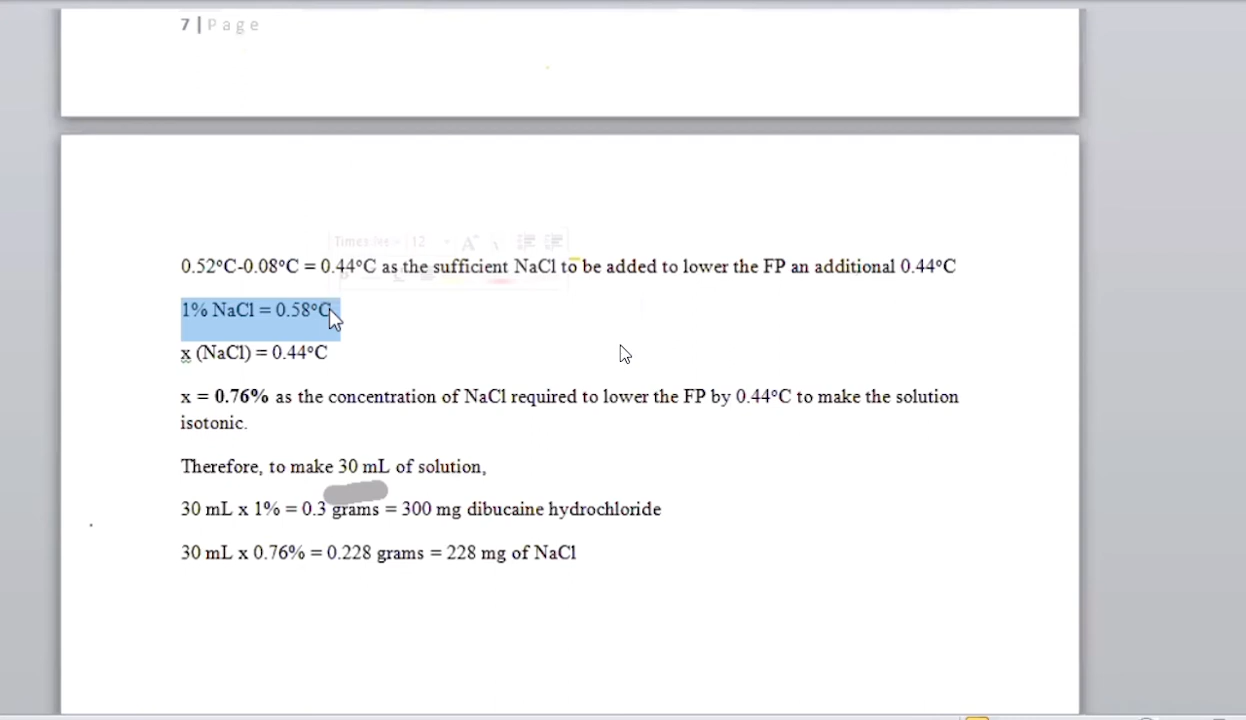 7 | Page
Times Ne 12
0.52°C-0.08°C = 0.44°C as the sufficient NaCl to be added to lower the FP an additional 0.44°C
1% NaCl = 0.58°C
x (NaCl) = 0.44°C
x = 0.76% as the concentration of NaCl required to lower the FP by 0.44°C to make the solution
isotonic.
Therefore, to make 30 mL of solution,
30 mL x 1% = 0.3 grams = 300 mg dibucaine hydrochloride
30 mL x 0.76% = 0.228 grams = 228 mg of NaCl